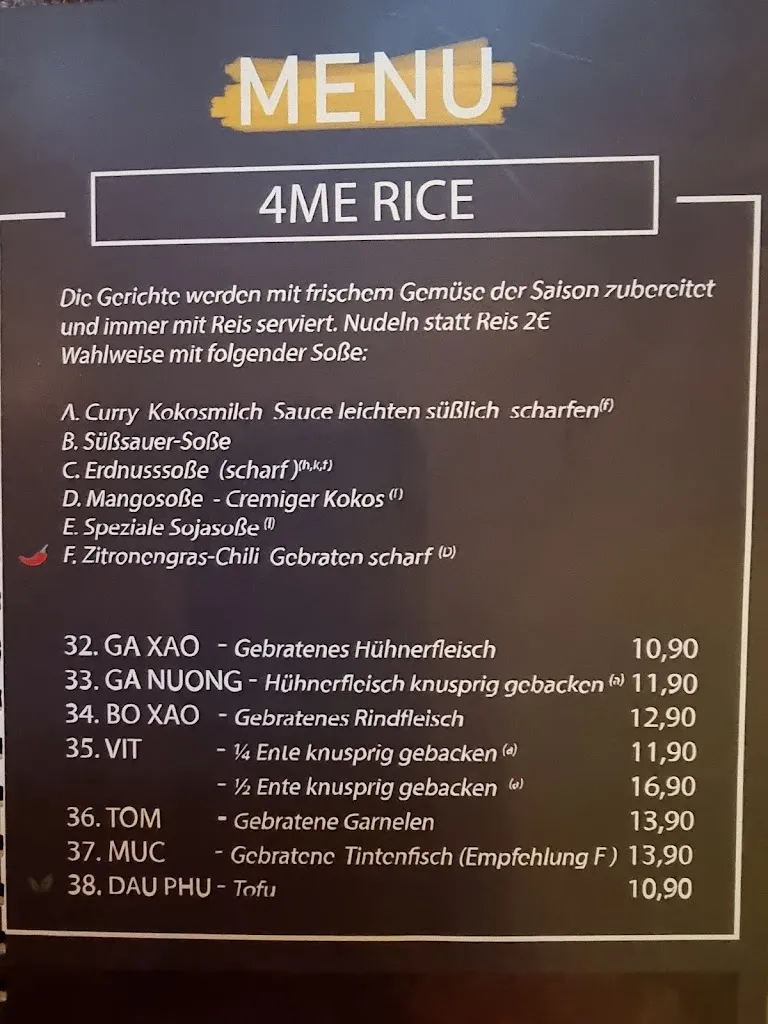 MENU
4ME RICE
Die Gerichte werden mit frischem Gemüse der Saison zubereitet
und immer mit Reis serviert. Nudeln statt Reis 2€
Wahlweise mit folgender Soße:
A. Curry Kokosmilch Sauce leichten süßlich scharfen(f)
B. Süßsauer-Soße
C. Erdnusssoße (scharf)(h,k,f)
D. Mangosoße - Cremiger Kokos
E. Speziale Sojasoße
F. Zitronengras-Chili Gebraten scharf (D)
32. GA XAO - Gebratenes Hühnerfleisch 10,90
33. GA NUONG - Hühnerfleisch knusprig gebacken (a) 11,90
34. BO XAO - Gebratenes Rindfleisch 12,90
35. VIT - ¼ Ente knusprig gebacken (a) 11,90
- ½ Ente knusprig gebacken (a) 16,90
36. TOM - Gebratene Garnelen 13,90
37. MUC - Gebratene Tintenfisch (Empfehlung F) 13,90
38. DAU PHU - Tofu 10,90